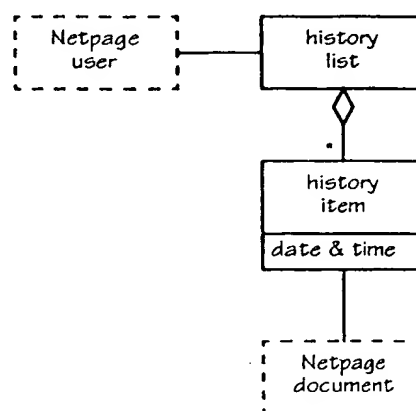 Netpage
user
history
list
*
history
item
date & time
Netpage
document